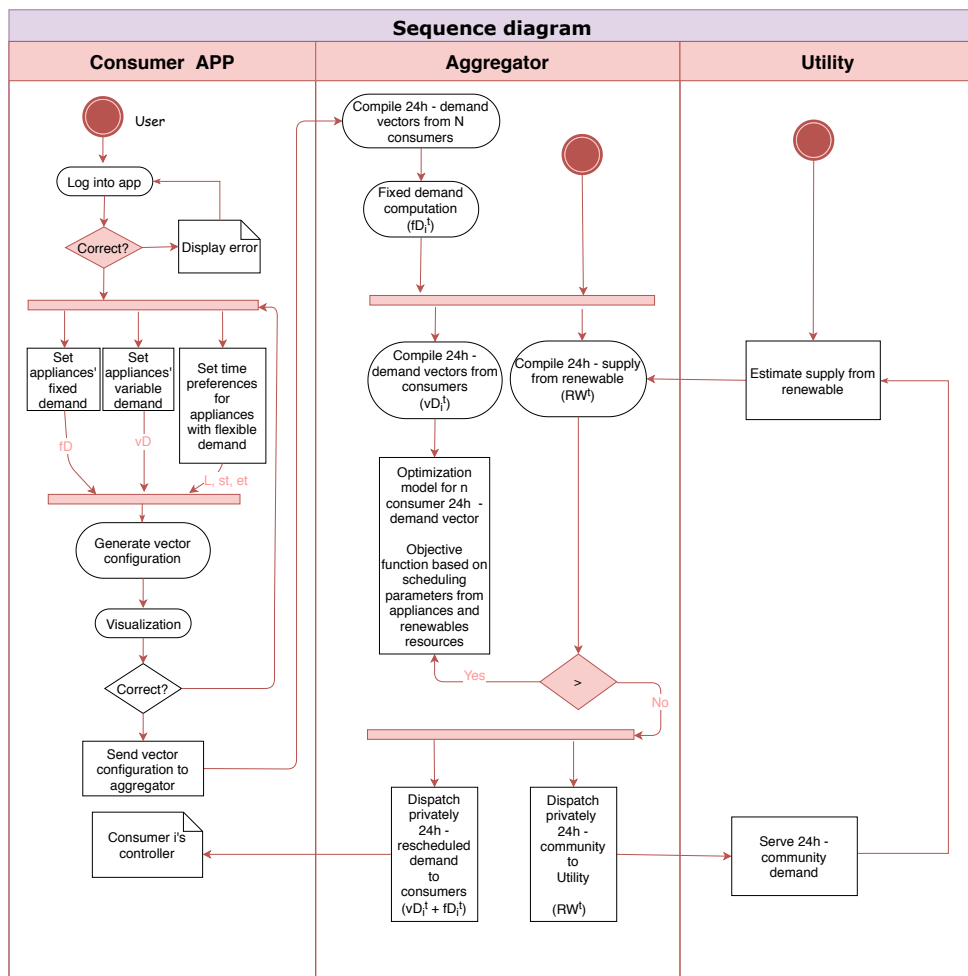 Sequence diagram
Consumer APP
Aggregator
Utility
User
Log into app
Correct?
Display error
Set
appliances'
fixed
demand
Set
appliances'
variable
demand
Set time
preferences
for
appliances
with flexible
demand
fD
vD
L, st, et
Generate vector
configuration
Visualization
Correct?
Send vector
configuration to
aggregator
Consumer i's
controller
Compile 24h - demand
vectors from N
consumers
Fixed demand
computation
(fDᵢᵗ)
Compile 24h -
demand vectors from
consumers
(vDᵢᵗ)
Compile 24h - supply
from renewable
(RWᵗ)
Optimization
model for n
consumer 24h -
demand vector
Objective
function based on
scheduling
parameters from
appliances and
renewables
resources
Yes
>
No
Dispatch
privately
24h -
rescheduled
demand
to
consumers
(vDᵢᵗ + fDᵢᵗ)
Dispatch
privately
24h -
community
to
Utility
(RWᵗ)
Estimate supply from
renewable
Serve 24h -
community
demand